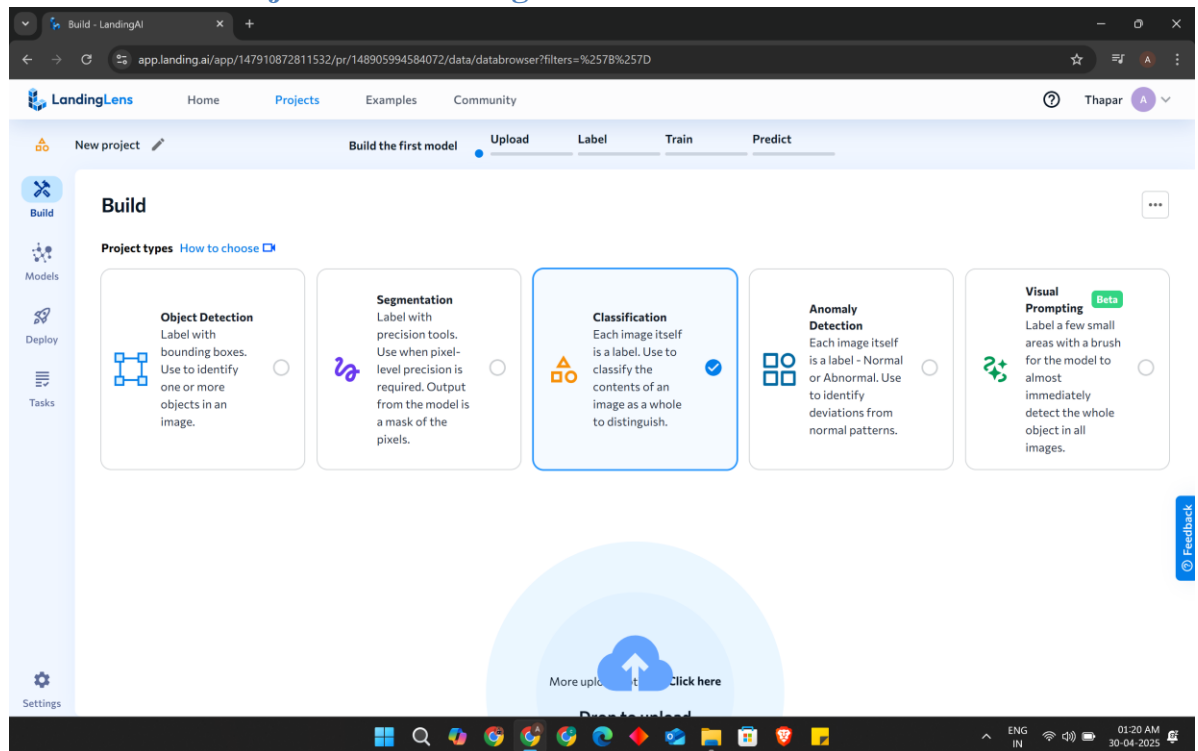 Build - LandingAI
app.landing.ai/app/147910872811532/pr/148905994584072/data/databrowser?filters=%257B%257D
A
LandingLens Home Projects Examples Community Thapar A
New project Build the first model Upload Label Train Predict
Build
Models
Deploy
Tasks
Settings
Build
Project types How to choose
Object Detection
Label with
bounding boxes.
Use to identify
one or more
objects in an
image.
Segmentation
Label with
precision tools.
Use when pixel-
level precision is
required. Output
from the model is
a mask of the
pixels.
Classification
Each image itself
is a label. Use to
classify the
contents of an
image as a whole
to distinguish.
Anomaly
Detection
Each image itself
is a label - Normal
or Abnormal. Use
to identify
deviations from
normal patterns.
Visual
Prompting Beta
Label a few small
areas with a brush
for the model to
almost
immediately
detect the whole
object in all
images.
Feedback
More Click here
Drop to upload
ENG
IN
01:20 AM
30-04-2025